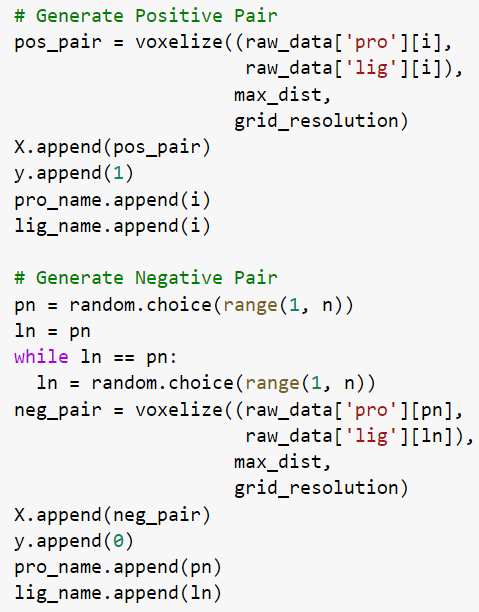 # Generate Positive Pair
pos_pair = voxelize((raw_data['pro'][i],
                     raw_data['lig'][i]),
                    max_dist,
                    grid_resolution)
X.append(pos_pair)
y.append(1)
pro_name.append(i)
lig_name.append(i)

# Generate Negative Pair
pn = random.choice(range(1, n))
ln = pn
while ln == pn:
  ln = random.choice(range(1, n))
neg_pair = voxelize((raw_data['pro'][pn],
                     raw_data['lig'][ln]),
                    max_dist,
                    grid_resolution)
X.append(neg_pair)
y.append(0)
pro_name.append(pn)
lig_name.append(ln)